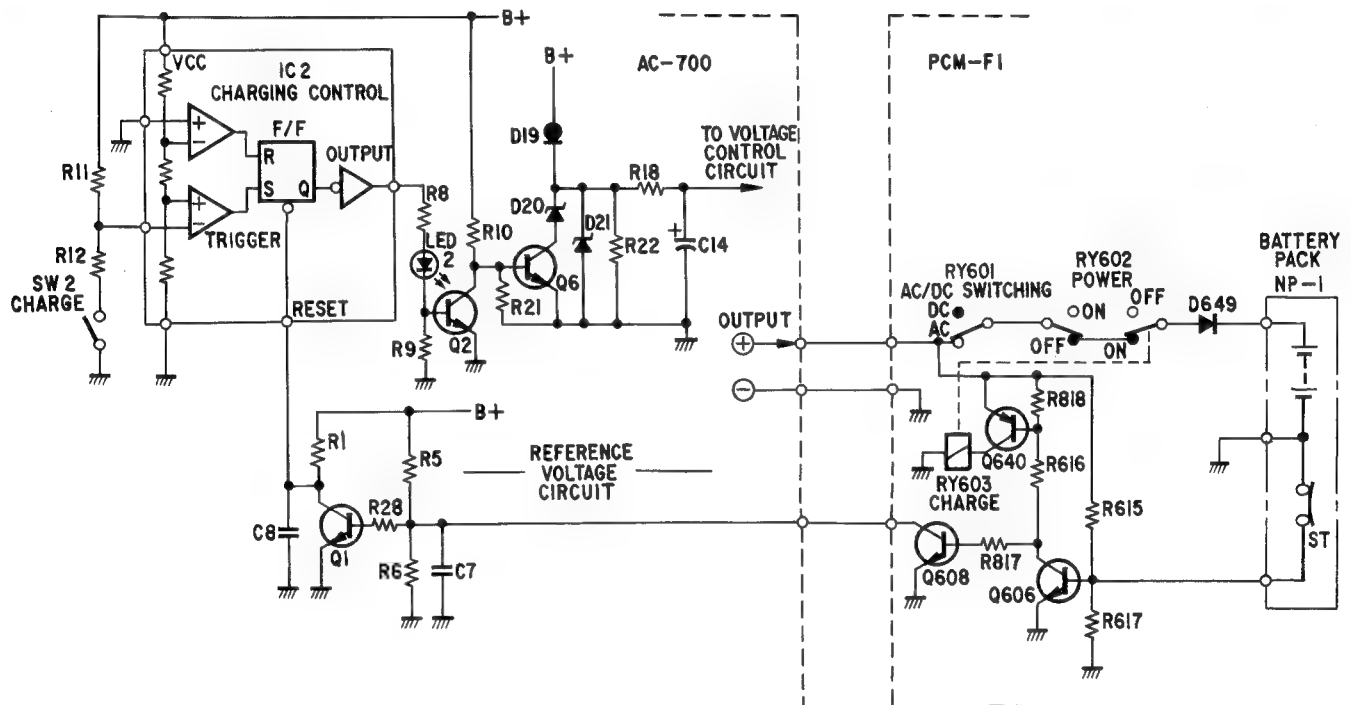 B+
AC-700
PCM-F1
VCC
IC2
CHARGING CONTROL
B+
+
−
F/F
R
S
Q
OUTPUT
D19
TO VOLTAGE
CONTROL
CIRCUIT
R11
R18
+
−
TRIGGER
R8
D20
D21
R10
R22
+
C14
R12
LED
2
Q6
SW2
CHARGE
RESET
R21
R9
Q2
OUTPUT
+
−
RY601
AC/DC SWITCHING
DC
AC
RY602
POWER
ON
OFF
OFF
ON
D649
BATTERY
PACK
NP-1
R818
Q640
R616
RY603
CHARGE
R615
ST
B+
R1
R5
REFERENCE
VOLTAGE
CIRCUIT
R28
C8
Q1
R6
C7
Q608
R817
Q606
R617